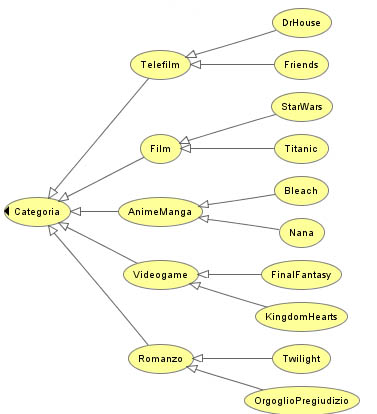 DrHouse
Telefilm
Friends
StarWars
Film
Titanic
Bleach
Categoria
AnimeManga
Nana
Videogame
FinalFantasy
KingdomHearts
Romanzo
Twilight
OrgoglioPregiudizio